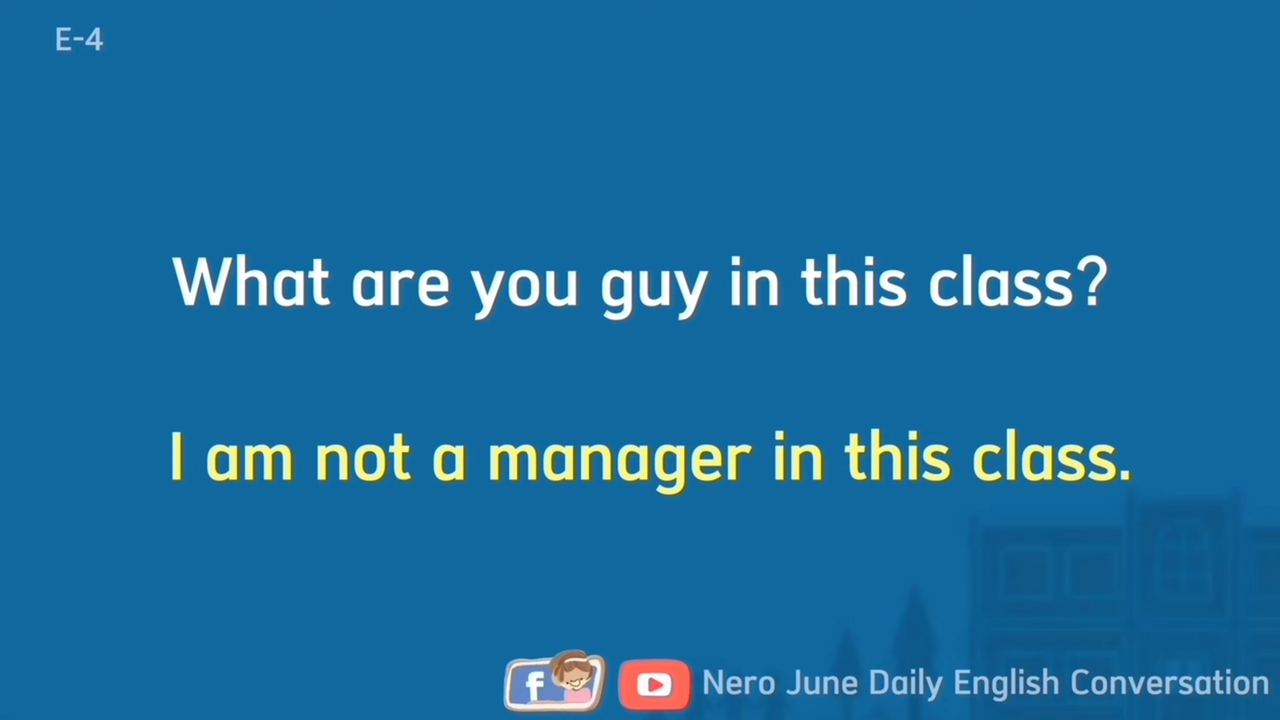 E-4
What are you guy in this class?
I am not a manager in this class.
f Nero June Daily English Conversation